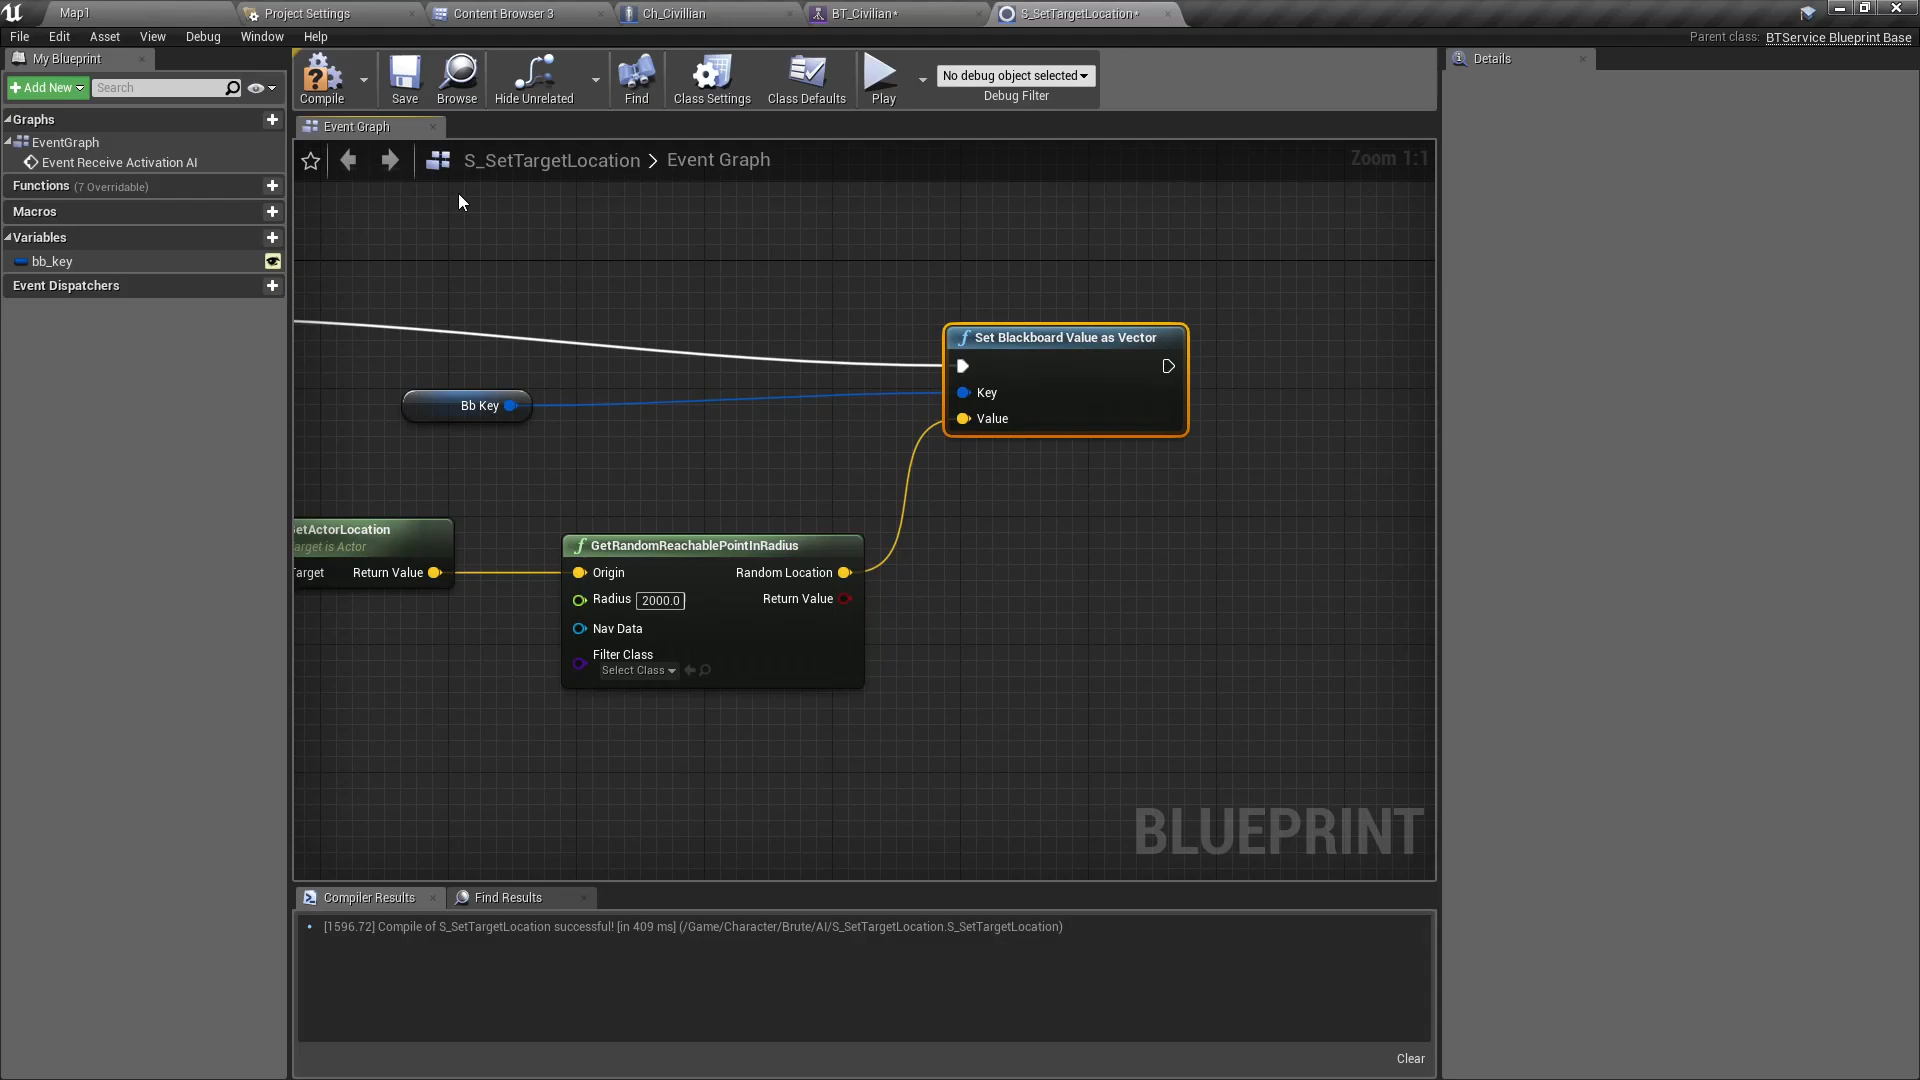 Map1
Project Settings
Content Browser 3
Ch_Civillian
BT_Civilian*
S_SetTargetLocation*
File Edit Asset View Debug Window Help
Parent class: BTService Blueprint Base
My Blueprint
Details
Add New
Search
Compile
Save
Browse
Hide Unrelated
Find
Class Settings
Class Defaults
Play
No debug object selected
Debug Filter
Graphs
EventGraph
Event Receive Activation AI
Functions (7 Overridable)
Macros
Variables
bb_key
Event Dispatchers
Event Graph
S_SetTargetLocation > Event Graph
Zoom 1:1
Set Blackboard Value as Vector
Key
Value
Bb Key
etActorLocation
arget is Actor
arget Return Value
GetRandomReachablePointInRadius
Origin Random Location
Radius 2000.0 Return Value
Nav Data
Filter Class
Select Class
BLUEPRINT
Compiler Results
Find Results
[1596.72] Compile of S_SetTargetLocation successful! [in 409 ms] (/Game/Character/Brute/AI/S_SetTargetLocation.S_SetTargetLocation)
Clear